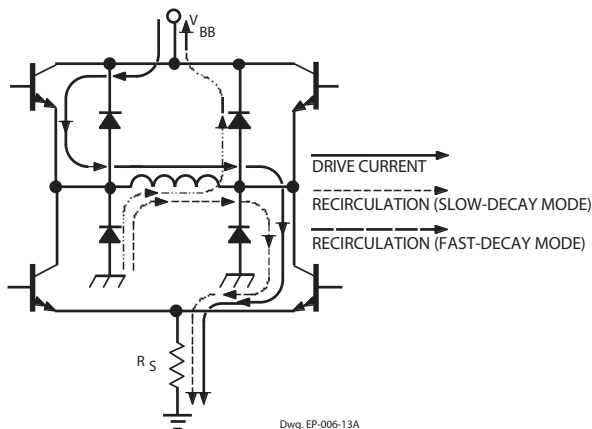 V
BB
DRIVE CURRENT
RECIRCULATION (SLOW-DECAY MODE)
RECIRCULATION (FAST-DECAY MODE)
R S
Dwg. EP-006-13A